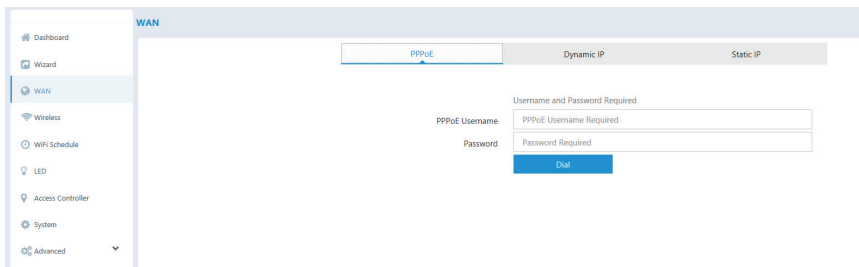 WAN
Dashboard
Wizard
WAN
Wireless
WiFi Schedule
LED
Access Controller
System
Advanced
PPPoE Dynamic IP Static IP
Username and Password Required
PPPoE Username PPPoE Username Required
Password Password Required
Dial